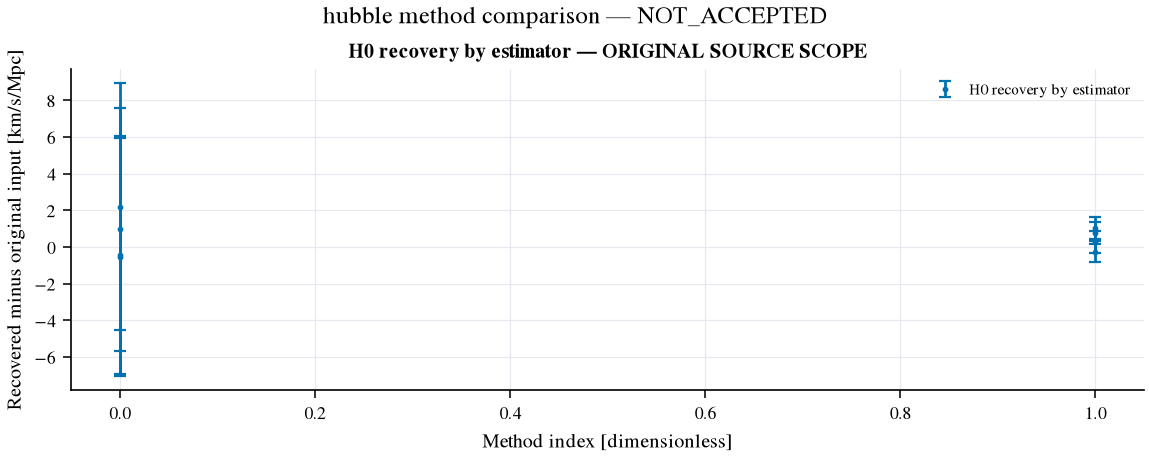 hubble method comparison — NOT_ACCEPTED
H0 recovery by estimator — ORIGINAL SOURCE SCOPE
Recovered minus original input [km/s/Mpc]
8
6
4
2
0
−2
−4
−6
H0 recovery by estimator
0.0 0.2 0.4 0.6 0.8 1.0
Method index [dimensionless]